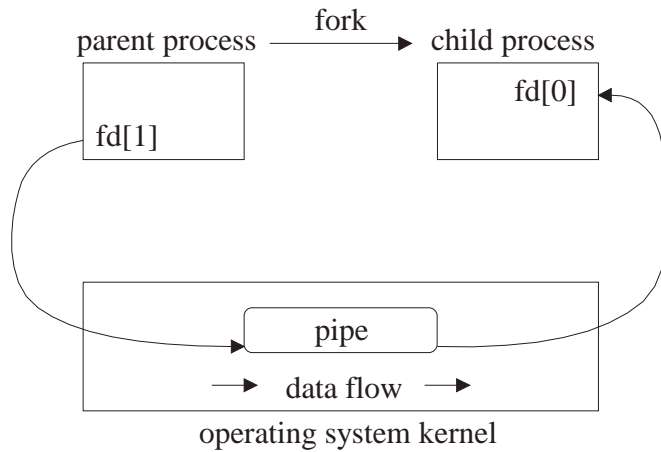 fork
parent process
child process
fd[0]
fd[1]
pipe
data flow
operating system kernel